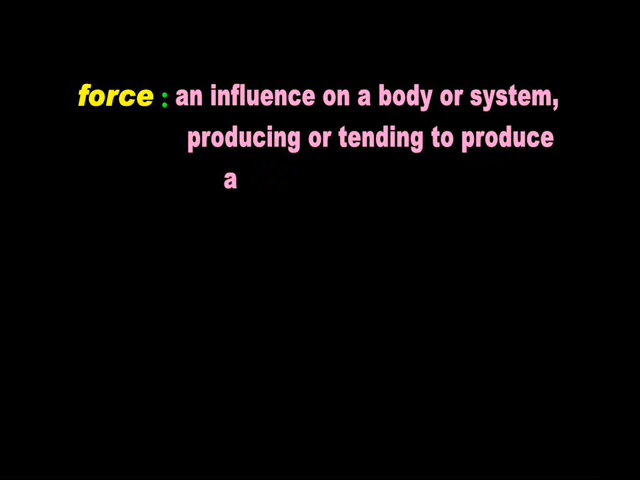 force : an influence on a body or system,
producing or tending to produce
a